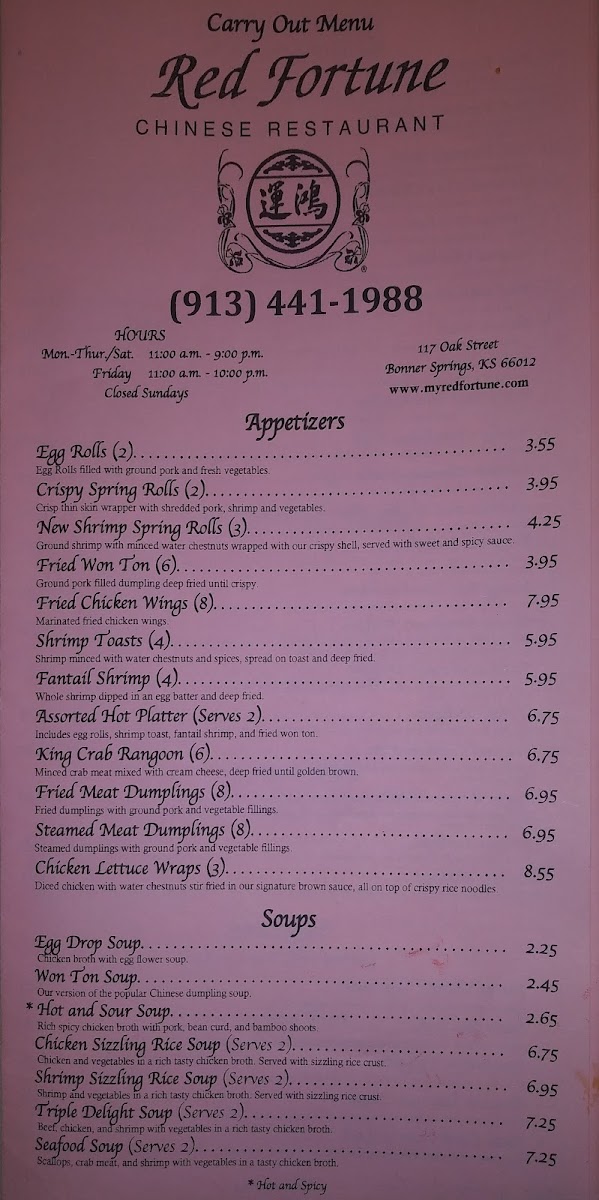 Carry Out Menu
Red Fortune
CHINESE RESTAURANT
運鴻
®
(913) 441-1988
HOURS
Mon.-Thur./Sat. 11:00 a.m. - 9:00 p.m.
Friday 11:00 a.m. - 10:00 p.m.
Closed Sundays
117 Oak Street
Bonner Springs, KS 66012
www.myredfortune.com
Appetizers
Egg Rolls (2) 3.55
Egg Rolls filled with ground pork and fresh vegetables.
Crispy Spring Rolls (2) 3.95
Crisp thin skin wrapper with shredded pork, shrimp and vegetables.
New Shrimp Spring Rolls (3) 4.25
Ground shrimp with minced water chestnuts wrapped with our crispy shell, served with sweet and spicy sauce.
Fried Won Ton (6) 3.95
Ground pork filled dumpling deep fried until crispy
Fried Chicken Wings (8) 7.95
Marinated fried chicken wings.
Shrimp Toasts (4) 5.95
Shrimp minced with water chestnuts and spices, spread on toast and deep fried.
Fantail Shrimp (4) 5.95
Whole shrimp dipped in an egg batter and deep fried.
Assorted Hot Platter (Serves 2) 6.75
Includes egg rolls, shrimp toast, fantail shrimp, and fried won ton.
King Crab Rangoon (6) 6.75
Minced crab meat mixed with cream cheese, deep fried until golden brown.
Fried Meat Dumplings (8) 6.95
Fried dumplings with ground pork and vegetable fillings.
Steamed Meat Dumplings (8) 6.95
Steamed dumplings with ground pork and vegetable fillings.
Chicken Lettuce Wraps (3) 8.55
Diced chicken with water chestnuts stir fried in our signature brown sauce, all on top of crispy rice noodles
Soups
Egg Drop Soup 2.25
Chicken broth with egg flower soup.
Won Ton Soup 2.45
Our version of the popular Chinese dumpling soup.
* Hot and Sour Soup 2.65
Rich spicy chicken broth with pork, bean curd, and bamboo shoots.
Chicken Sizzling Rice Soup (Serves 2) 6.75
Chicken and vegetables in a rich tasty chicken broth. Served with sizzling rice crust.
Shrimp Sizzling Rice Soup (Serves 2) 6.95
Shrimp and vegetables in a rich tasty chicken broth. Served with sizzling rice crust.
Triple Delight Soup (Serves 2) 7.25
Beef, chicken, and shrimp with vegetables in a rich tasty chicken broth.
Seafood Soup (Serves 2) 7.25
Scallops, crab meat, and shrimp with vegetables in a tasty chicken broth.
* Hot and Spicy